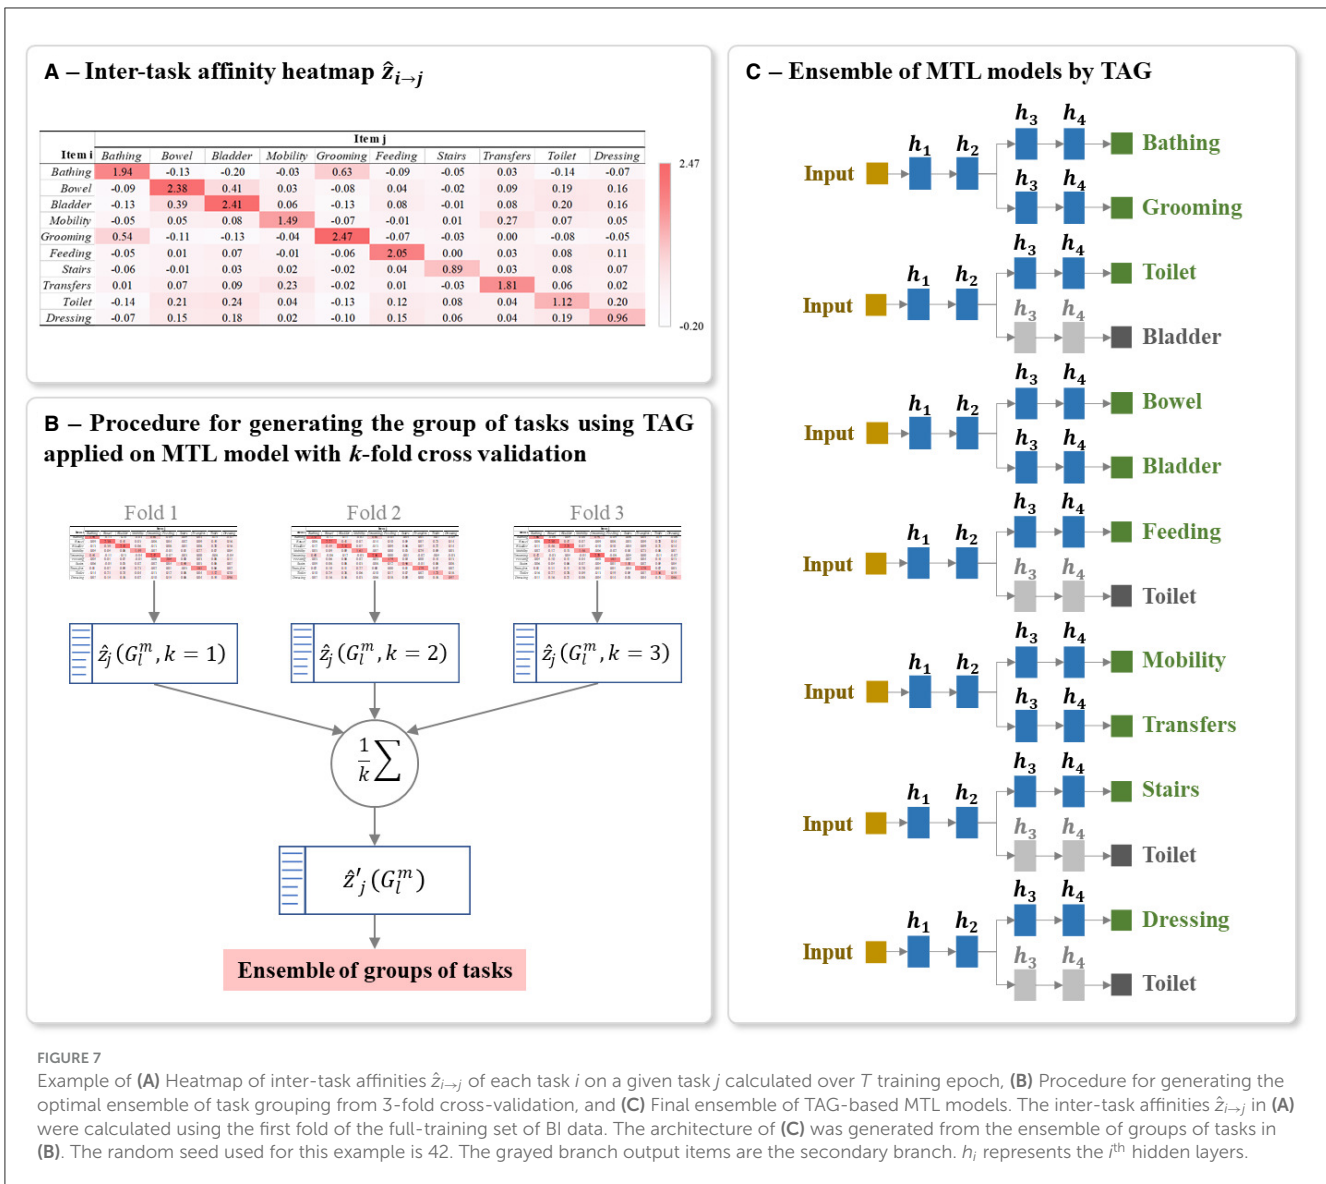 A – Inter-task affinity heatmap ẑi→j
Item j
Item i Bathing Bowel Bladder Mobility Grooming Feeding Stairs Transfers Toilet Dressing
Bathing 1.94 -0.13 -0.20 -0.03 0.63 -0.09 -0.05 0.03 -0.14 -0.07
Bowel -0.09 2.38 0.41 0.03 -0.08 0.04 -0.02 0.09 0.19 0.16
Bladder -0.13 0.39 2.41 0.06 -0.13 0.08 -0.01 0.08 0.20 0.16
Mobility -0.05 0.05 0.08 1.49 -0.07 -0.01 0.01 0.27 0.07 0.05
Grooming 0.54 -0.11 -0.13 -0.04 2.47 -0.07 -0.03 0.00 -0.08 -0.05
Feeding -0.05 0.01 0.07 -0.01 -0.06 2.05 0.00 0.03 0.08 0.11
Stairs -0.06 -0.01 0.03 0.02 -0.02 0.04 0.89 0.03 0.08 0.07
Transfers 0.01 0.07 0.09 0.23 -0.02 0.01 -0.03 1.81 0.06 0.02
Toilet -0.14 0.21 0.24 0.04 -0.13 0.12 0.08 0.04 1.12 0.20
Dressing -0.07 0.15 0.18 0.02 -0.10 0.15 0.06 0.04 0.19 0.96
2.47
-0.20
B – Procedure for generating the group of tasks using TAG
applied on MTL model with k-fold cross validation
Fold 1 Fold 2 Fold 3
ẑj(Glm, k = 1) ẑj(Glm, k = 2) ẑj(Glm, k = 3)
1/k ∑
ẑ′j(Glm)
Ensemble of groups of tasks
C – Ensemble of MTL models by TAG
h3 h4
h1 h2 Bathing
Input h3 h4
Grooming
h3 h4
h1 h2 Toilet
Input h3 h4
Bladder
h3 h4
h1 h2 Bowel
Input h3 h4
Bladder
h3 h4
h1 h2 Feeding
Input h3 h4
Toilet
h3 h4
h1 h2 Mobility
Input h3 h4
Transfers
h3 h4
h1 h2 Stairs
Input h3 h4
Toilet
h3 h4
h1 h2 Dressing
Input h3 h4
Toilet
FIGURE 7
Example of (A) Heatmap of inter-task affinities ẑi→j of each task i on a given task j calculated over T training epoch, (B) Procedure for generating the
optimal ensemble of task grouping from 3-fold cross-validation, and (C) Final ensemble of TAG-based MTL models. The inter-task affinities ẑi→j in (A)
were calculated using the first fold of the full-training set of BI data. The architecture of (C) was generated from the ensemble of groups of tasks in
(B). The random seed used for this example is 42. The grayed branch output items are the secondary branch. hi represents the ith hidden layers.